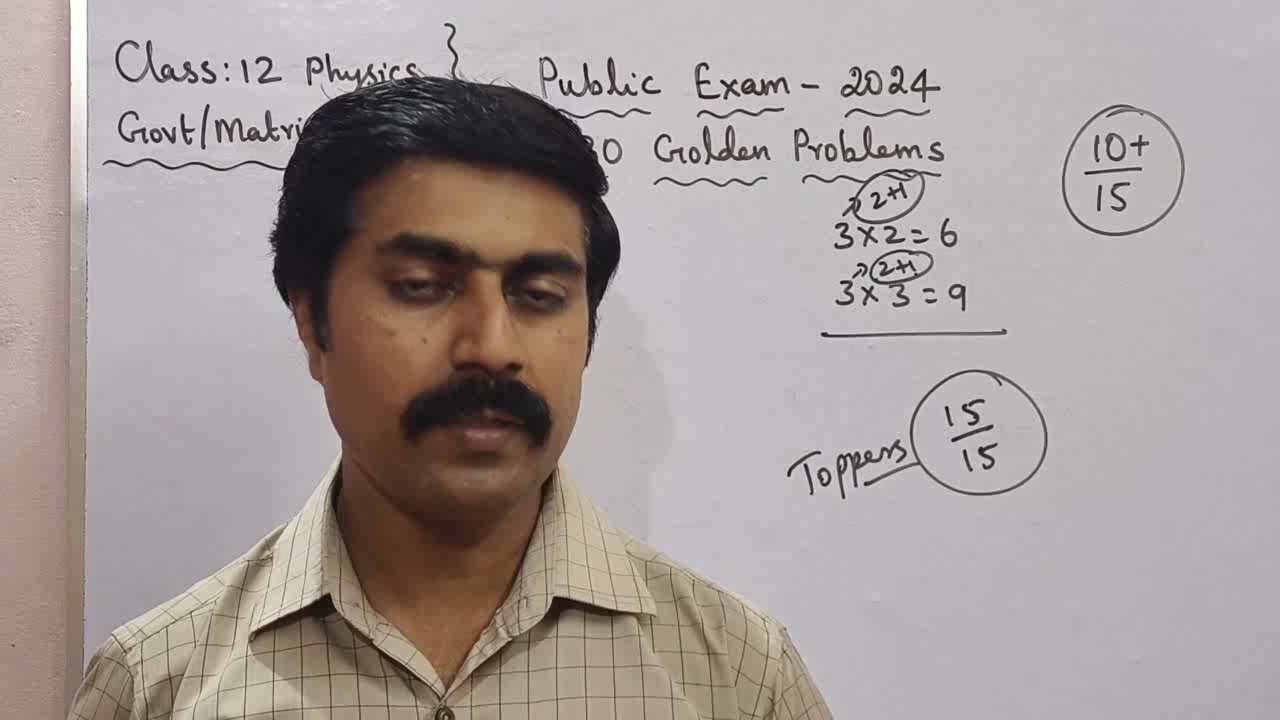 Class: 12 Physics }
Govt/Matri
Public Exam - 2024
30 Golden Problems
2+1
3 × 2 = 6
2+1
3 × 3 = 9
10+
15
Toppers
15
15